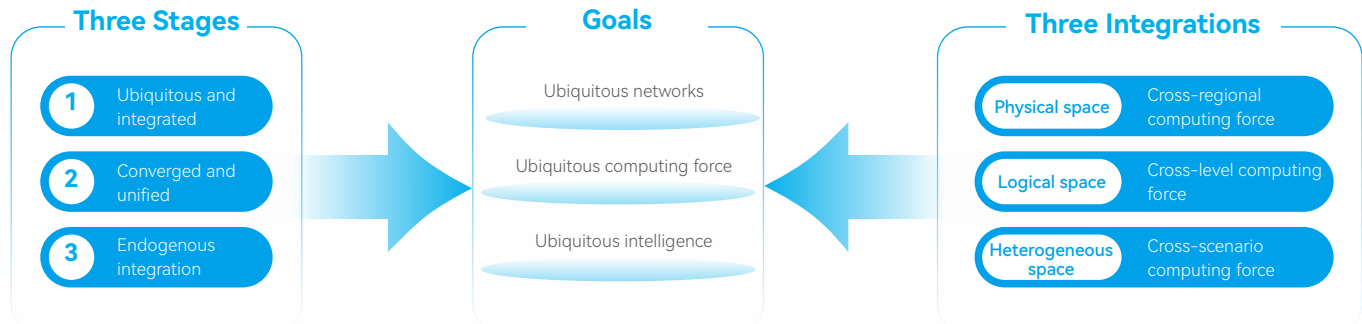 Three Stages
1
Ubiquitous and
integrated
2
Converged and
unified
3
Endogenous
integration
Goals
Ubiquitous networks
Ubiquitous computing force
Ubiquitous intelligence
Three Integrations
Physical space
Cross-regional
computing force
Logical space
Cross-level computing
force
Heterogeneous
space
Cross-scenario
computing force